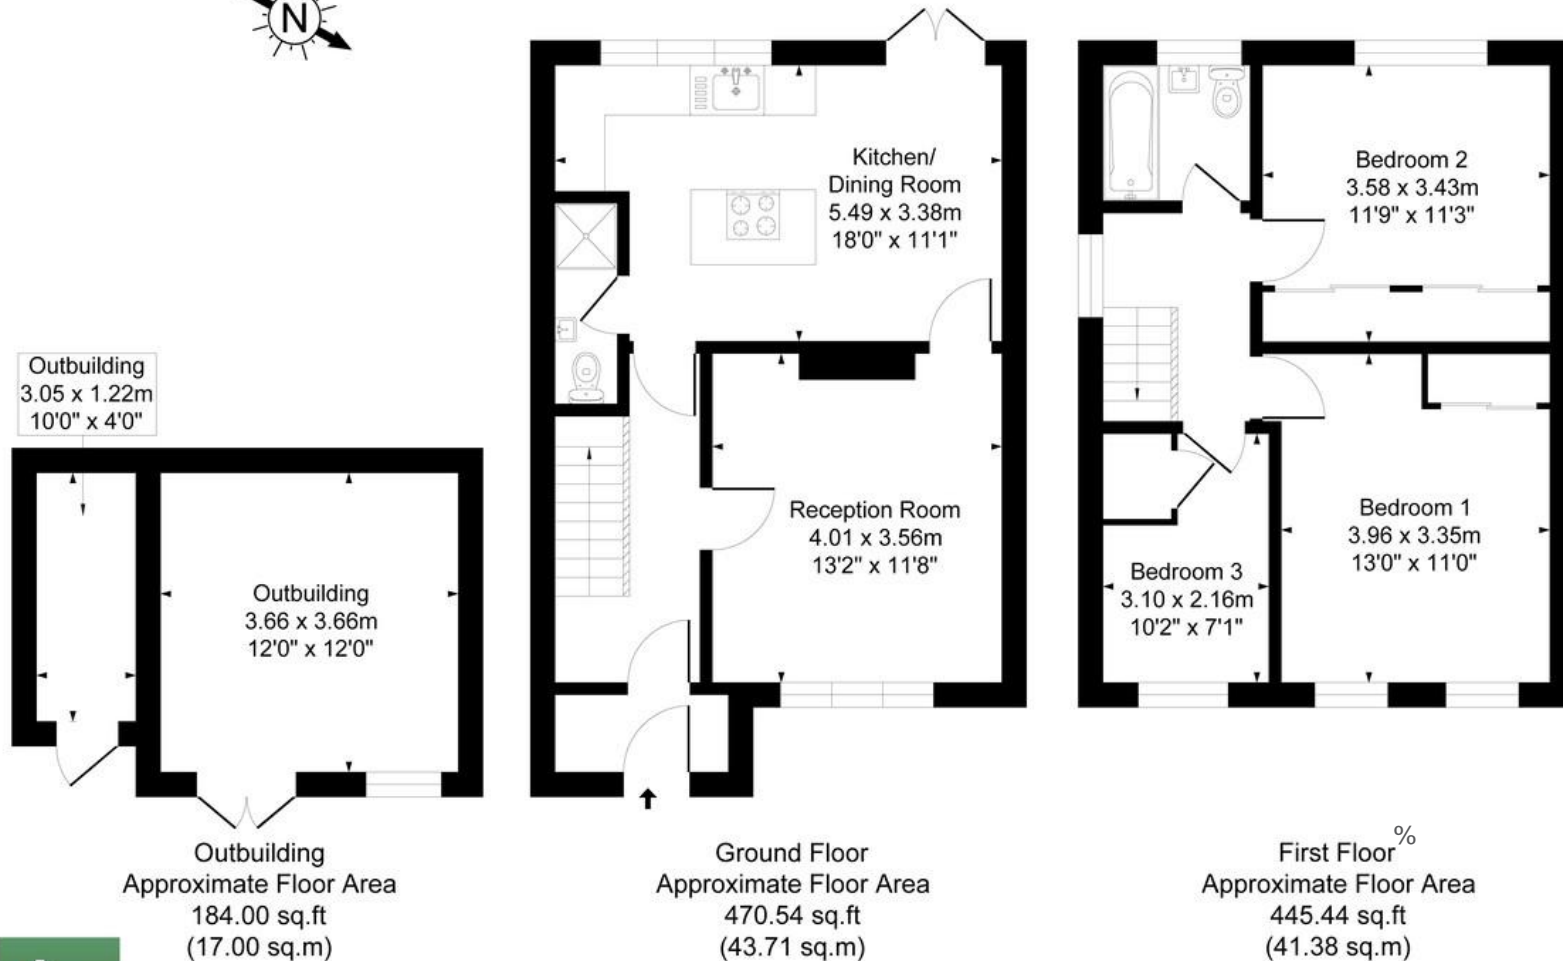 N
Outbuilding
3.05 x 1.22m
10'0" x 4'0"
Outbuilding
3.66 x 3.66m
12'0" x 12'0"
Outbuilding
Approximate Floor Area
184.00 sq.ft
(17.00 sq.m)
Kitchen/
Dining Room
5.49 x 3.38m
18'0" x 11'1"
Reception Room
4.01 x 3.56m
13'2" x 11'8"
Ground Floor
Approximate Floor Area
470.54 sq.ft
(43.71 sq.m)
Bedroom 2
3.58 x 3.43m
11'9" x 11'3"
Bedroom 1
3.96 x 3.35m
13'0" x 11'0"
Bedroom 3
3.10 x 2.16m
10'2" x 7'1"
First Floor %
Approximate Floor Area
445.44 sq.ft
(41.38 sq.m)